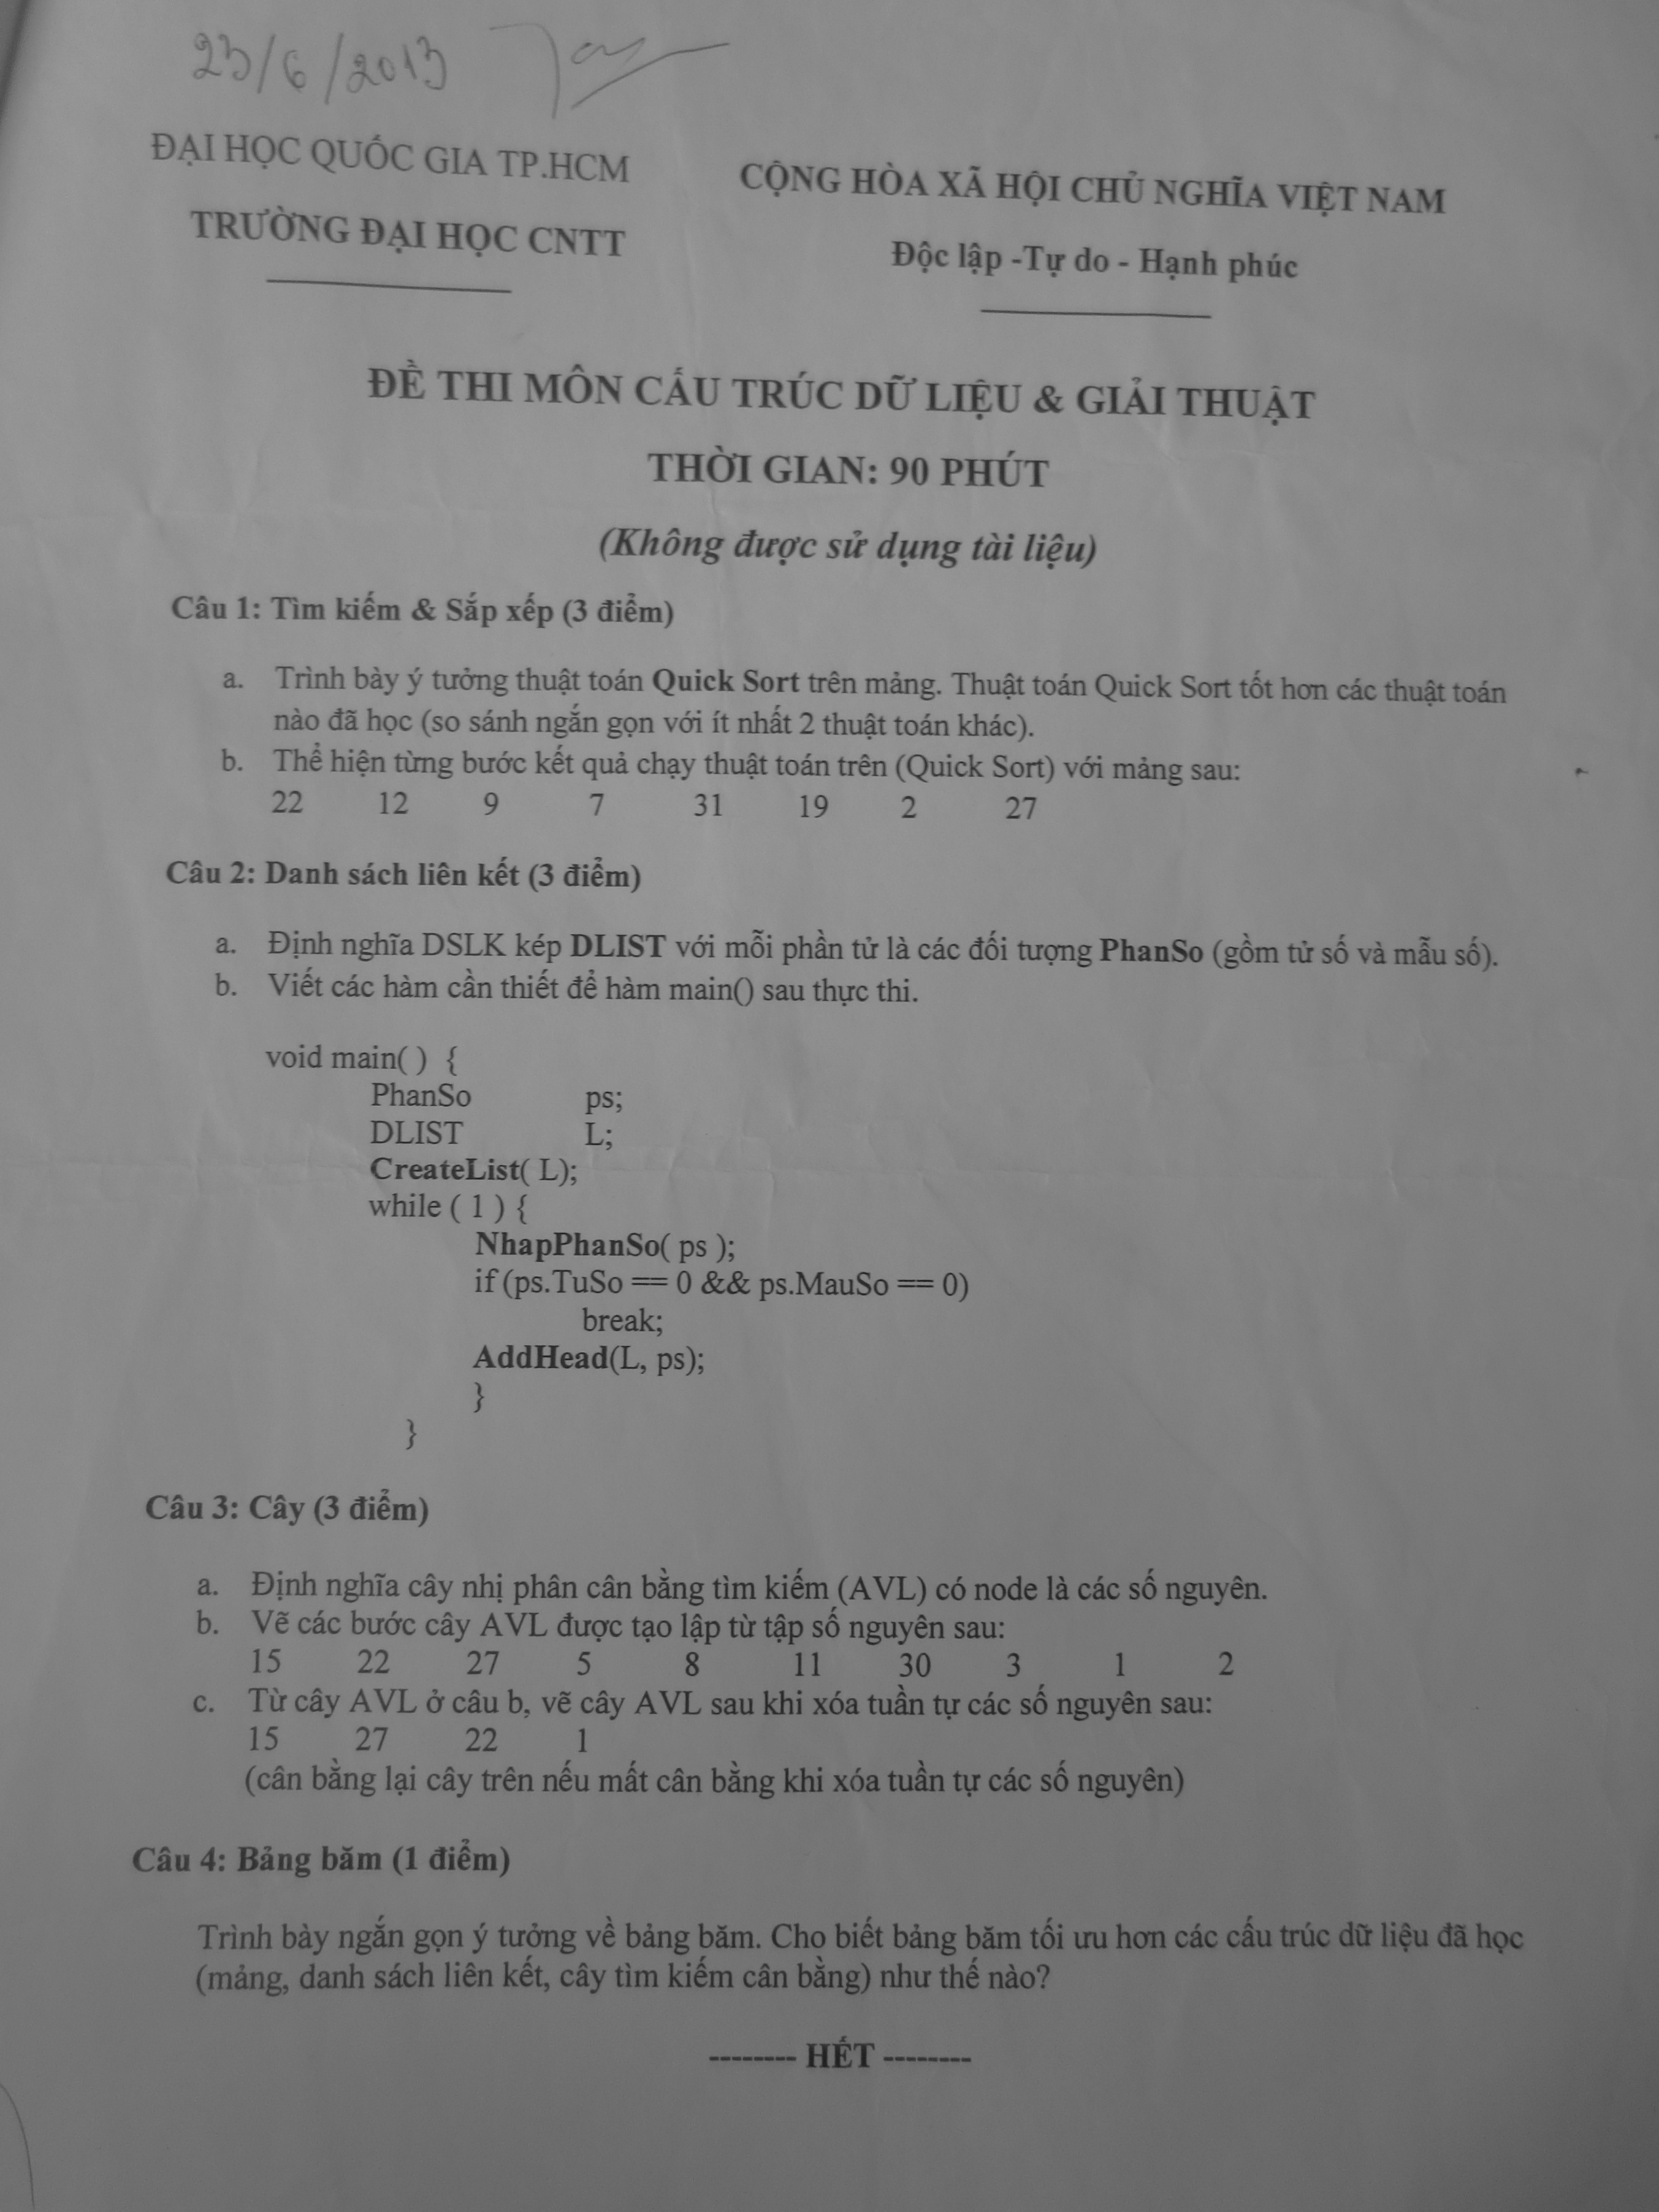 23/6/2013
ĐẠI HỌC QUỐC GIA TP.HCM
TRƯỜNG ĐẠI HỌC CNTT
CỘNG HÒA XÃ HỘI CHỦ NGHĨA VIỆT NAM
Độc lập -Tự do - Hạnh phúc
ĐỀ THI MÔN CẤU TRÚC DỮ LIỆU & GIẢI THUẬT
THỜI GIAN: 90 PHÚT
(Không được sử dụng tài liệu)
Câu 1: Tìm kiếm & Sắp xếp (3 điểm)
a. Trình bày ý tưởng thuật toán Quick Sort trên mảng. Thuật toán Quick Sort tốt hơn các thuật toán
nào đã học (so sánh ngắn gọn với ít nhất 2 thuật toán khác).
b. Thể hiện từng bước kết quả chạy thuật toán trên (Quick Sort) với mảng sau:
22 12 9 7 31 19 2 27
Câu 2: Danh sách liên kết (3 điểm)
a. Định nghĩa DSLK kép DLIST với mỗi phần tử là các đối tượng PhanSo (gồm tử số và mẫu số).
b. Viết các hàm cần thiết để hàm main() sau thực thi.
void main( ) {
PhanSo ps;
DLIST L;
CreateList( L);
while ( 1 ) {
NhapPhanSo( ps );
if (ps.TuSo == 0 && ps.MauSo == 0)
break;
AddHead(L, ps);
}
}
Câu 3: Cây (3 điểm)
a. Định nghĩa cây nhị phân cân bằng tìm kiếm (AVL) có node là các số nguyên.
b. Vẽ các bước cây AVL được tạo lập từ tập số nguyên sau:
15 22 27 5 8 11 30 3 1 2
c. Từ cây AVL ở câu b, vẽ cây AVL sau khi xóa tuần tự các số nguyên sau:
15 27 22 1
(cân bằng lại cây trên nếu mất cân bằng khi xóa tuần tự các số nguyên)
Câu 4: Bảng băm (1 điểm)
Trình bày ngắn gọn ý tưởng về bảng băm. Cho biết bảng băm tối ưu hơn các cấu trúc dữ liệu đã học
(mảng, danh sách liên kết, cây tìm kiếm cân bằng) như thế nào?
-------- HẾT --------